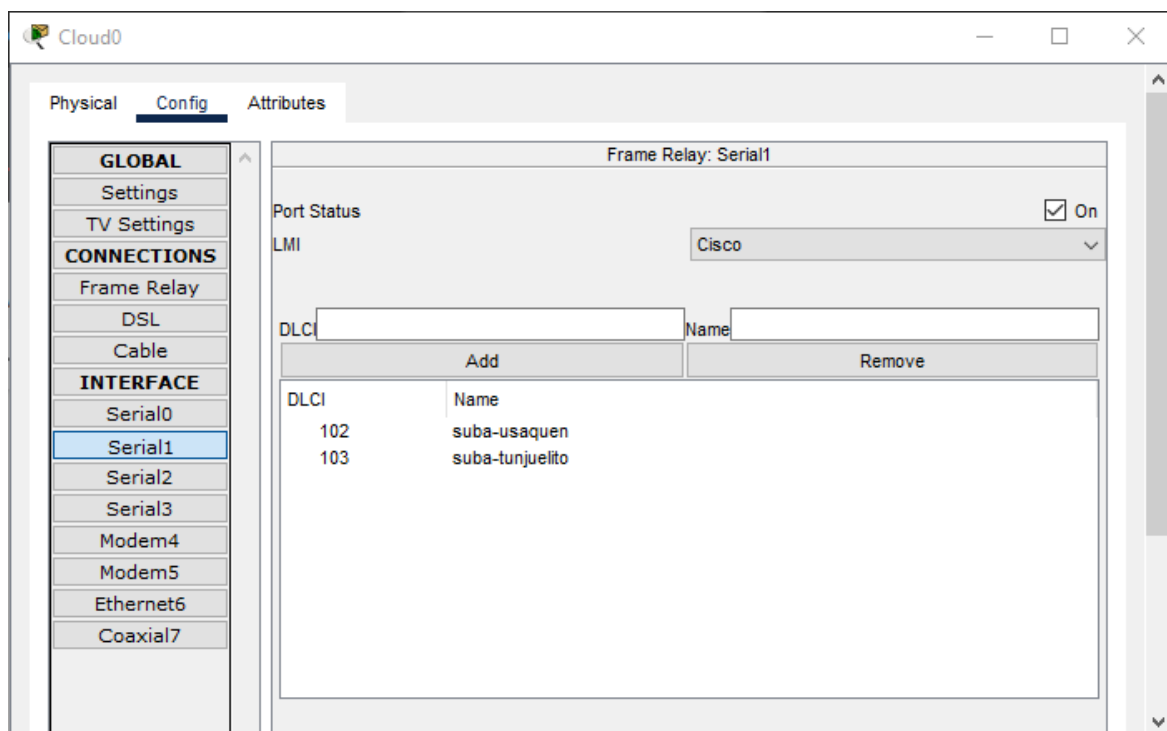 Cloud0
Physical Config Attributes
GLOBAL
Settings
TV Settings
CONNECTIONS
Frame Relay
DSL
Cable
INTERFACE
Serial0
Serial1
Serial2
Serial3
Modem4
Modem5
Ethernet6
Coaxial7
Frame Relay: Serial1
Port Status On
LMI Cisco
DLCI Name
Add Remove
DLCI Name
102 suba-usaquen
103 suba-tunjuelito